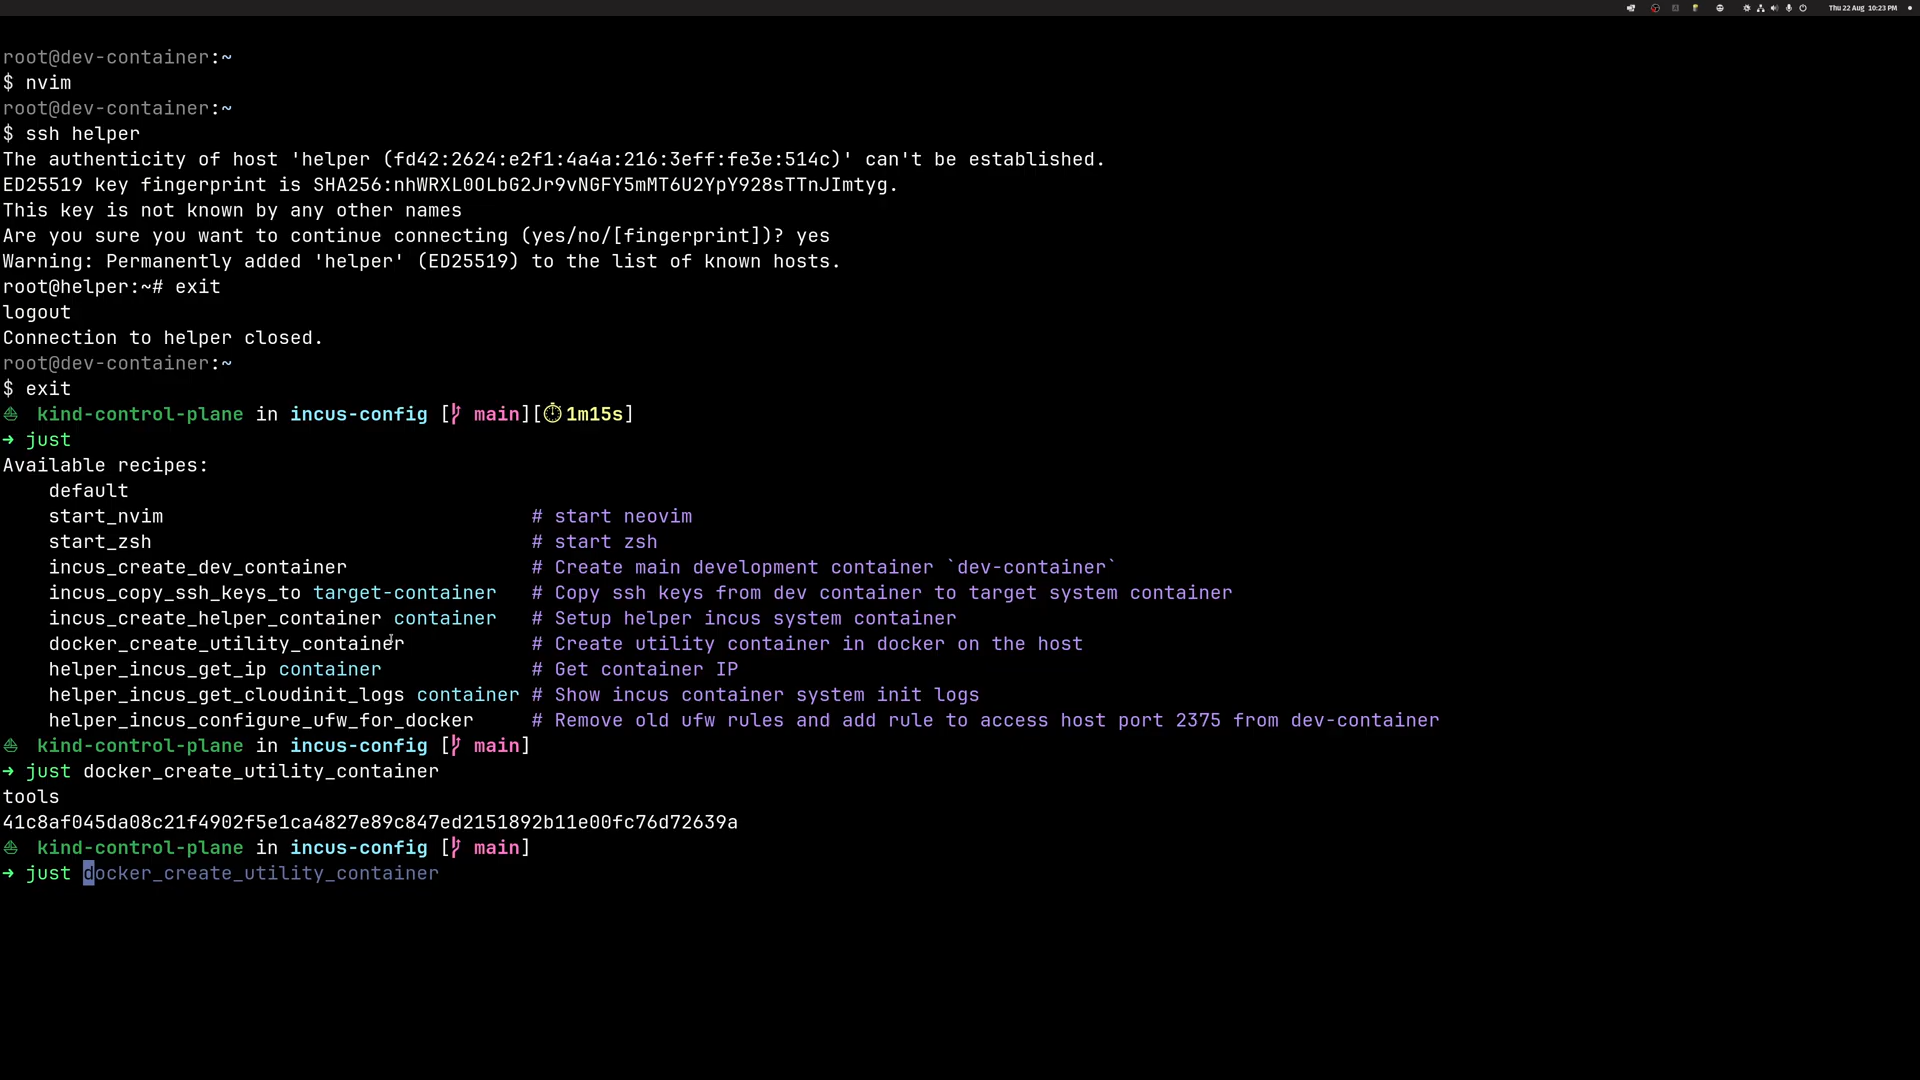 Thu 22 Aug 10:23 PM
root@dev-container:~
$ nvim
root@dev-container:~
$ ssh helper
The authenticity of host 'helper (fd42:2624:e2f1:4a4a:216:3eff:fe3e:514c)' can't be established.
ED25519 key fingerprint is SHA256:nhWRXL0OLbG2Jr9vNGFY5mMT6U2YpY928sTTnJImtyg.
This key is not known by any other names
Are you sure you want to continue connecting (yes/no/[fingerprint])? yes
Warning: Permanently added 'helper' (ED25519) to the list of known hosts.
root@helper:~# exit
logout
Connection to helper closed.
root@dev-container:~
$ exit
kind-control-plane in incus-config [ main][⏱1m15s]
➜ just
Available recipes:
    default
    start_nvim                                # start neovim
    start_zsh                                 # start zsh
    incus_create_dev_container                # Create main development container `dev-container`
    incus_copy_ssh_keys_to target-container   # Copy ssh keys from dev container to target system container
    incus_create_helper_container container   # Setup helper incus system container
    docker_create_utility_container           # Create utility container in docker on the host
    helper_incus_get_ip container             # Get container IP
    helper_incus_get_cloudinit_logs container # Show incus container system init logs
    helper_incus_configure_ufw_for_docker     # Remove old ufw rules and add rule to access host port 2375 from dev-container
kind-control-plane in incus-config [ main]
➜ just docker_create_utility_container
tools
41c8af045da08c21f4902f5e1ca4827e89c847ed2151892b11e00fc76d72639a
kind-control-plane in incus-config [ main]
➜ just docker_create_utility_container